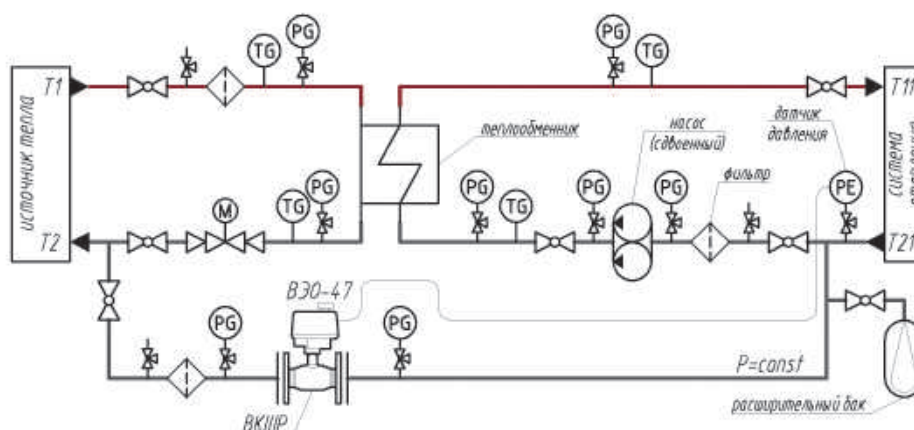 PG
PG
TG
PG
TG
T1
T11
источник тепла
теплообменник
насос
(сдвоенный)
датчик
давления
система
PG
PG
PG
фильтр
PE
M
TG
PG
TG
T2
T21
ВЭО-47
PG
PG
P=const
расширительный бак
ВКШР